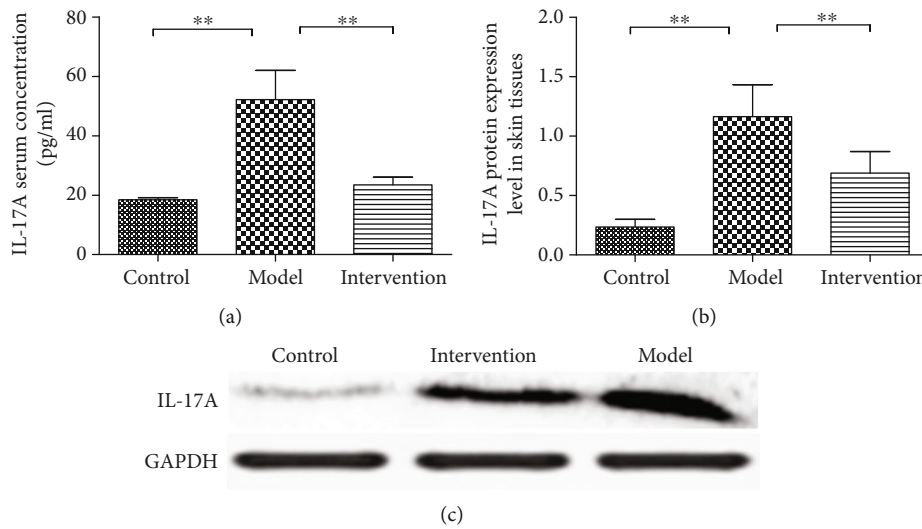 IL-17A serum concentration
(pg/ml)
80
60
40
20
0
**
**
Control
Model
Intervention
(a)
IL-17A protein expression
level in skin tissues
2.0
1.5
1.0
0.5
0.0
**
**
Control
Model
Intervention
(b)
Control
Intervention
Model
IL-17A
GAPDH
(c)